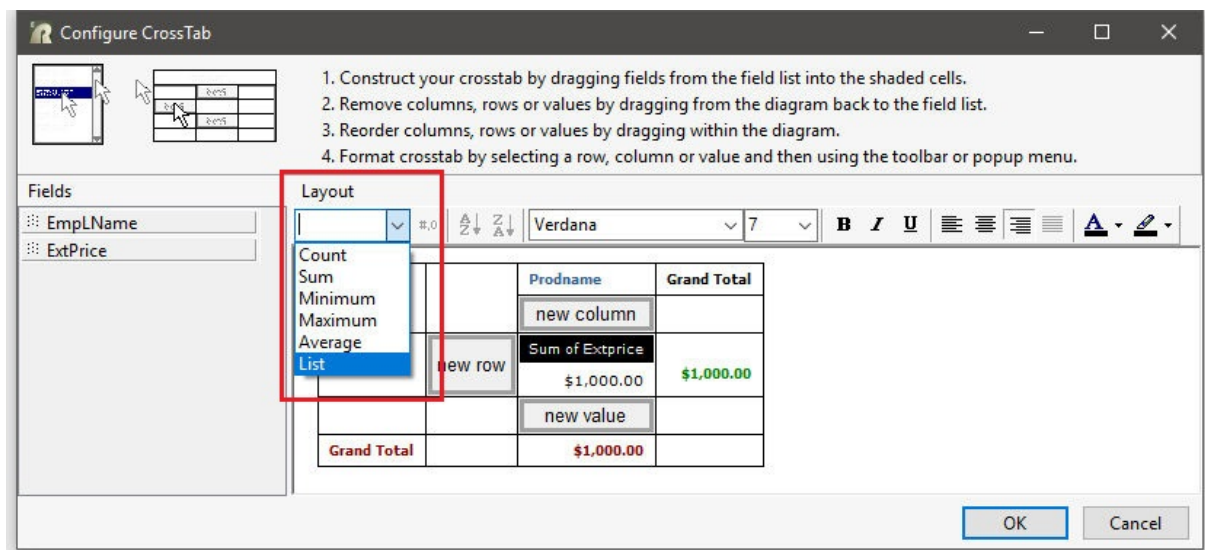 Configure CrossTab
1. Construct your crosstab by dragging fields from the field list into the shaded cells.
2. Remove columns, rows or values by dragging from the diagram back to the field list.
3. Reorder columns, rows or values by dragging within the diagram.
4. Format crosstab by selecting a row, column or value and then using the toolbar or popup menu.
Fields
Layout
EmpLName
ExtPrice
#,0
A Z
Z A
Verdana
7
B I U
A
Count
Sum
Minimum
Maximum
Average
List
Prodname
Grand Total
new column
new row
Sum of Extprice
$1,000.00
$1,000.00
new value
Grand Total
$1,000.00
OK
Cancel